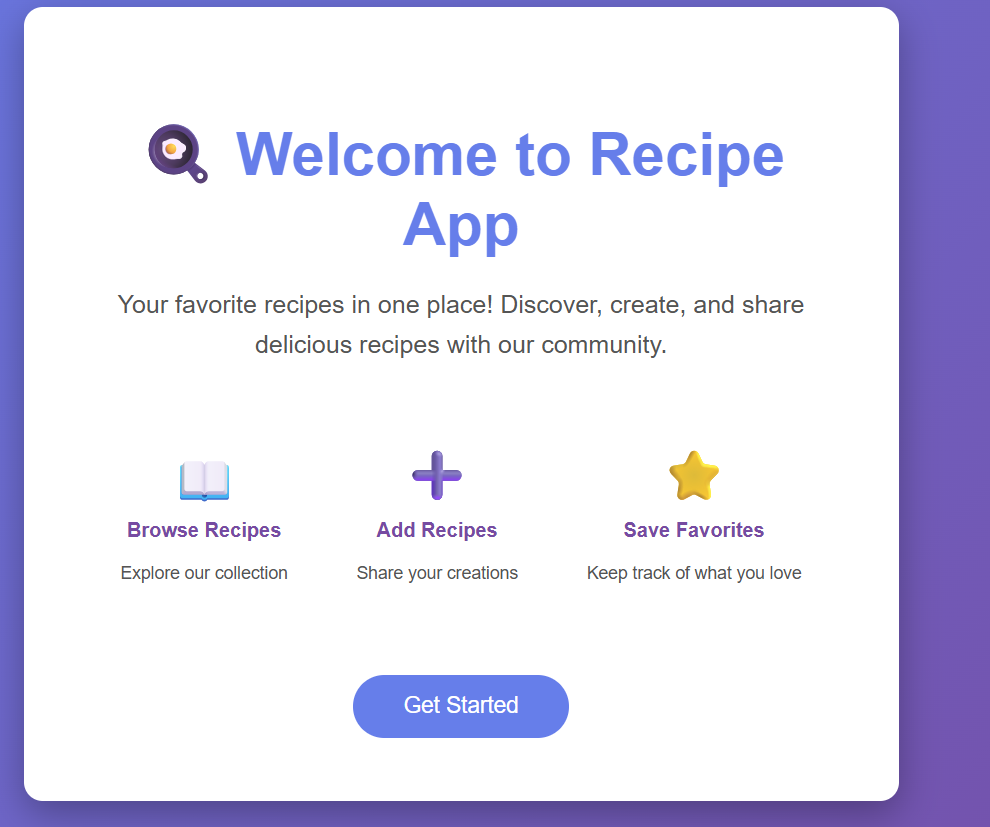 Welcome to Recipe
App
Your favorite recipes in one place! Discover, create, and share
delicious recipes with our community.
Browse Recipes
Explore our collection
Add Recipes
Share your creations
Save Favorites
Keep track of what you love
Get Started